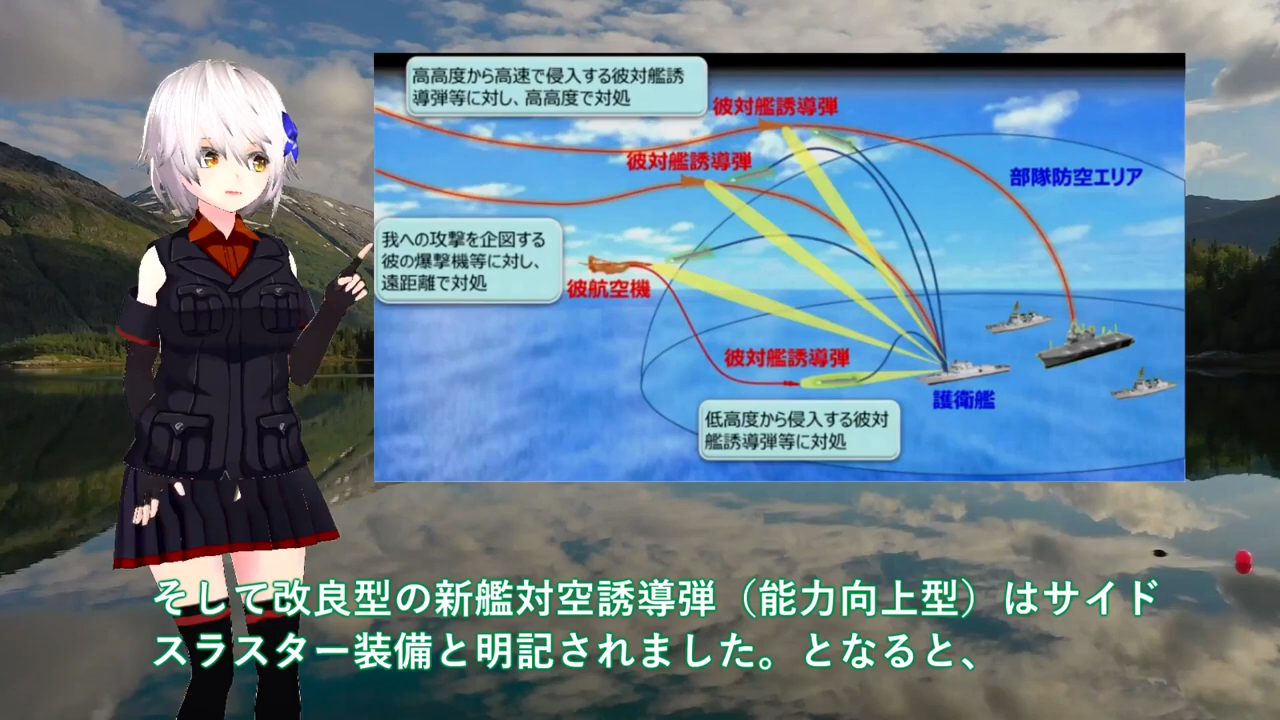 高高度から高速で侵入する彼対艦誘
導弾等に対し、高高度で対処
彼対艦誘導弾
彼対艦誘導弾
部隊防空エリア
我への攻撃を企図する
彼の爆撃機等に対し、
遠距離で対処
彼航空機
彼対艦誘導弾
護衛艦
低高度から侵入する彼対
艦誘導弾等に対処
そして改良型の新艦対空誘導弾（能力向上型）はサイド
スラスター装備と明記されました。となると、